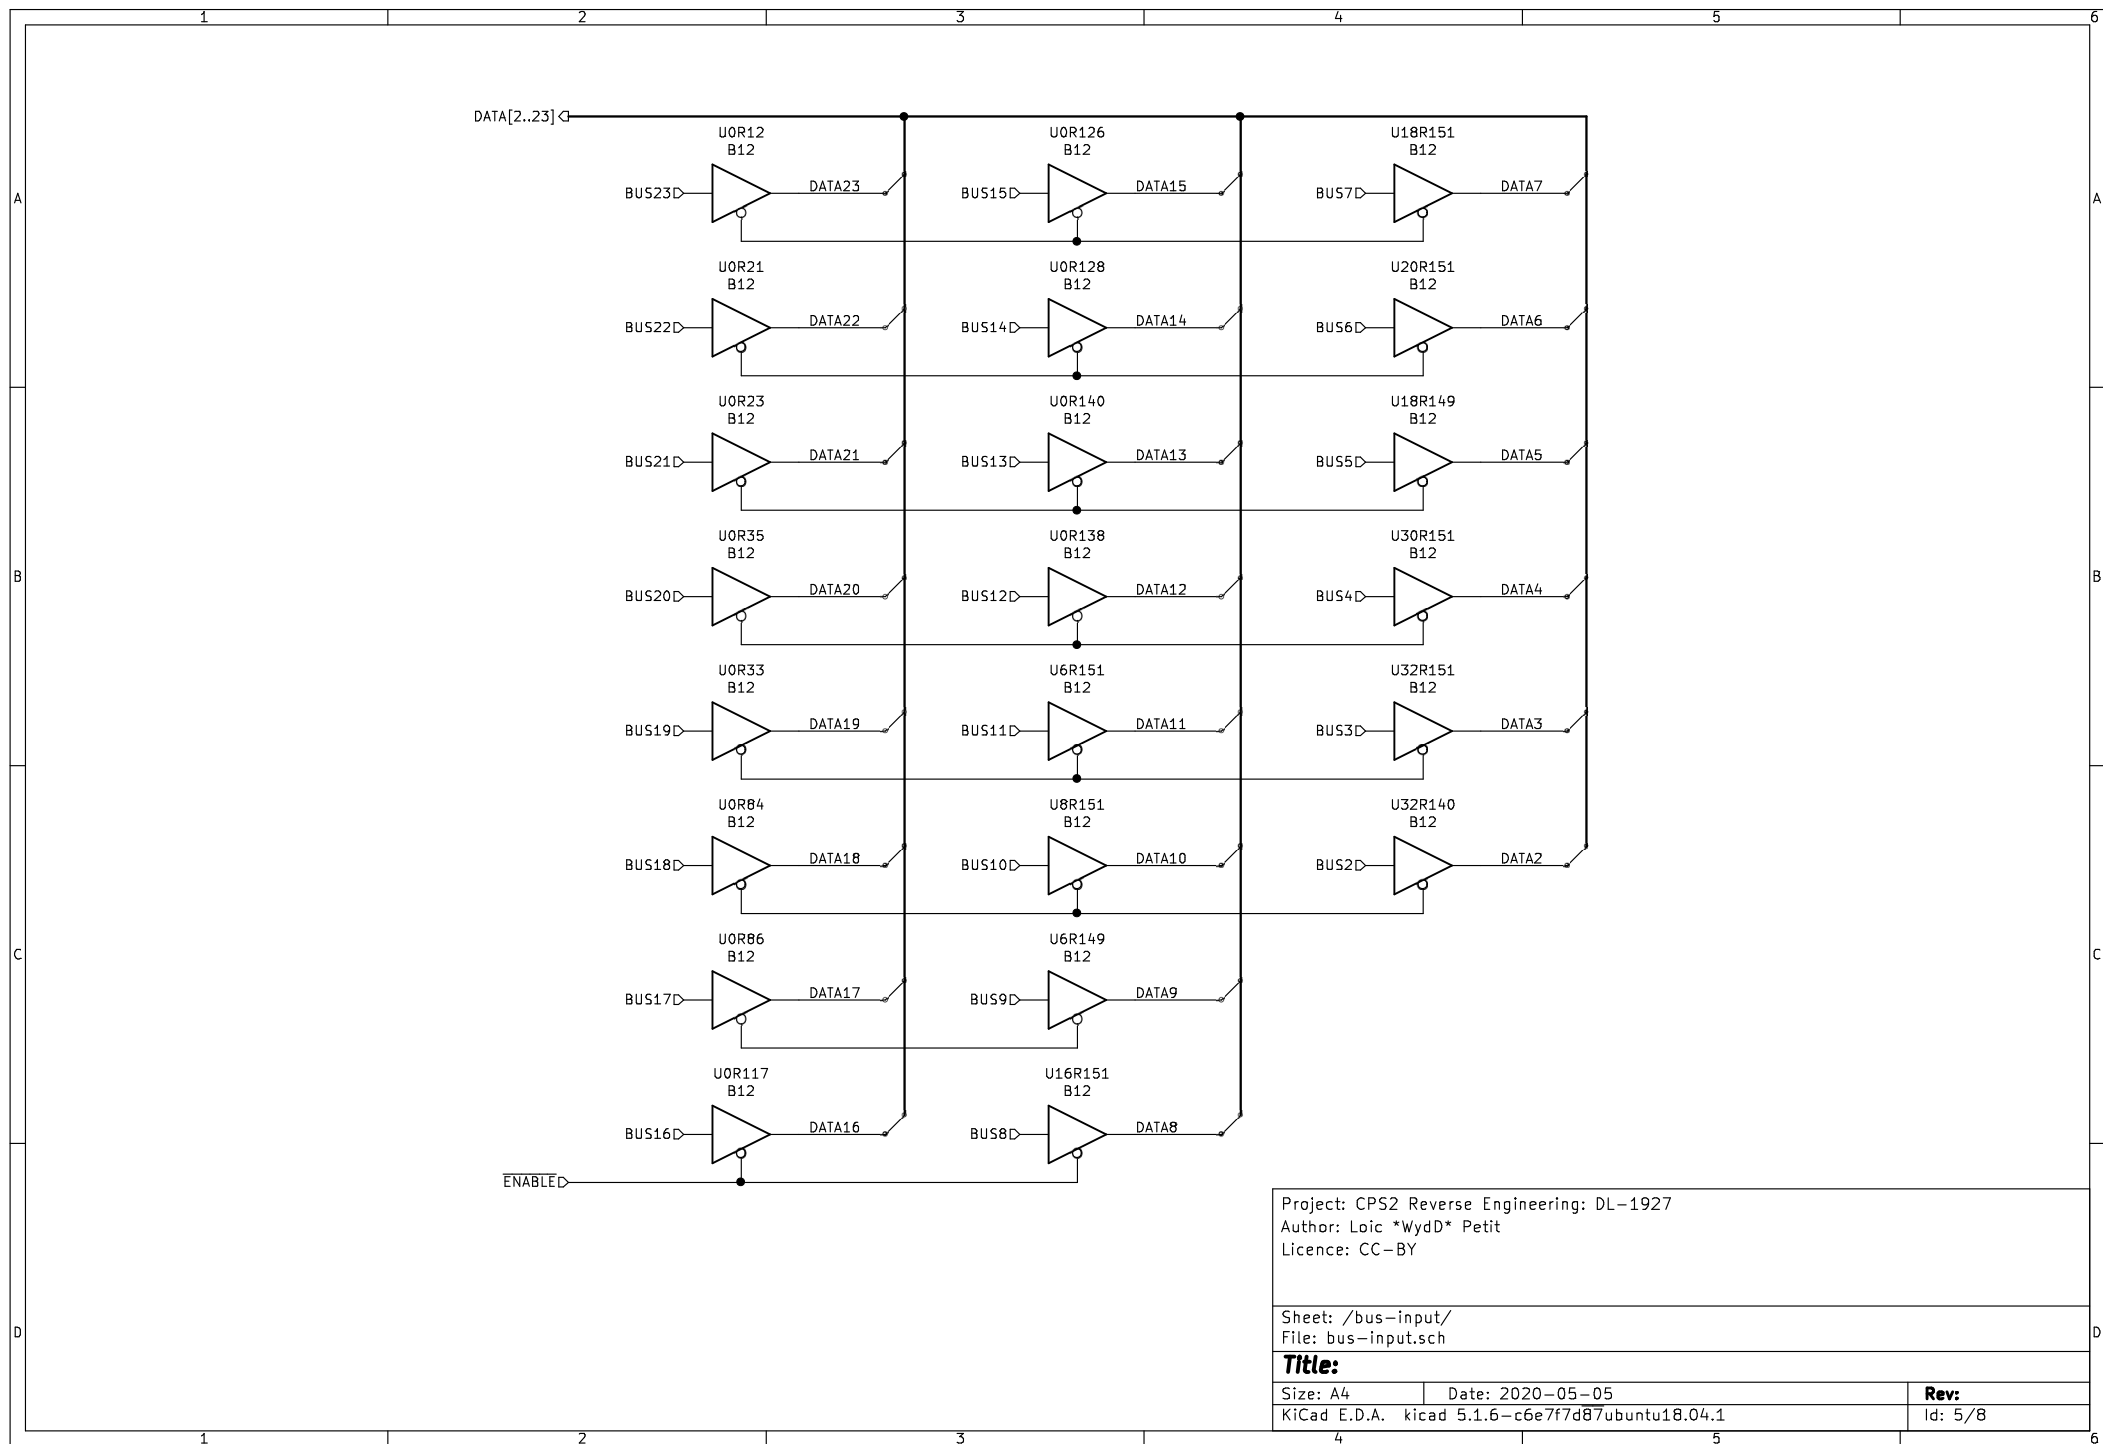 1 2 3 4 5 6
DATA[2..23]
U0R12 U0R126 U18R151
B12 B12 B12
A BUS23 DATA23 BUS15 DATA15 BUS7 DATA7 A
U0R21 U0R128 U20R151
B12 B12 B12
BUS22 DATA22 BUS14 DATA14 BUS6 DATA6
U0R23 U0R140 U18R149
B12 B12 B12
BUS21 DATA21 BUS13 DATA13 BUS5 DATA5
U0R35 U0R138 U30R151
B12 B12 B12
B BUS20 DATA20 BUS12 DATA12 BUS4 DATA4 B
U0R33 U6R151 U32R151
B12 B12 B12
BUS19 DATA19 BUS11 DATA11 BUS3 DATA3
U0R84 U8R151 U32R140
B12 B12 B12
BUS18 DATA18 BUS10 DATA10 BUS2 DATA2
U0R86 U6R149
C B12 B12 C
BUS17 DATA17 BUS9 DATA9
U0R117 U16R151
B12 B12
BUS16 DATA16 BUS8 DATA8
ENABLE
Project: CPS2 Reverse Engineering: DL-1927
Author: Loic *WydD* Petit
Licence: CC-BY
Sheet: /bus-input/
D File: bus-input.sch D
Title:
Size: A4 Date: 2020-05-05 Rev:
KiCad E.D.A. kicad 5.1.6-c6e7f7d87ubuntu18.04.1 Id: 5/8
1 2 3 4 5 6